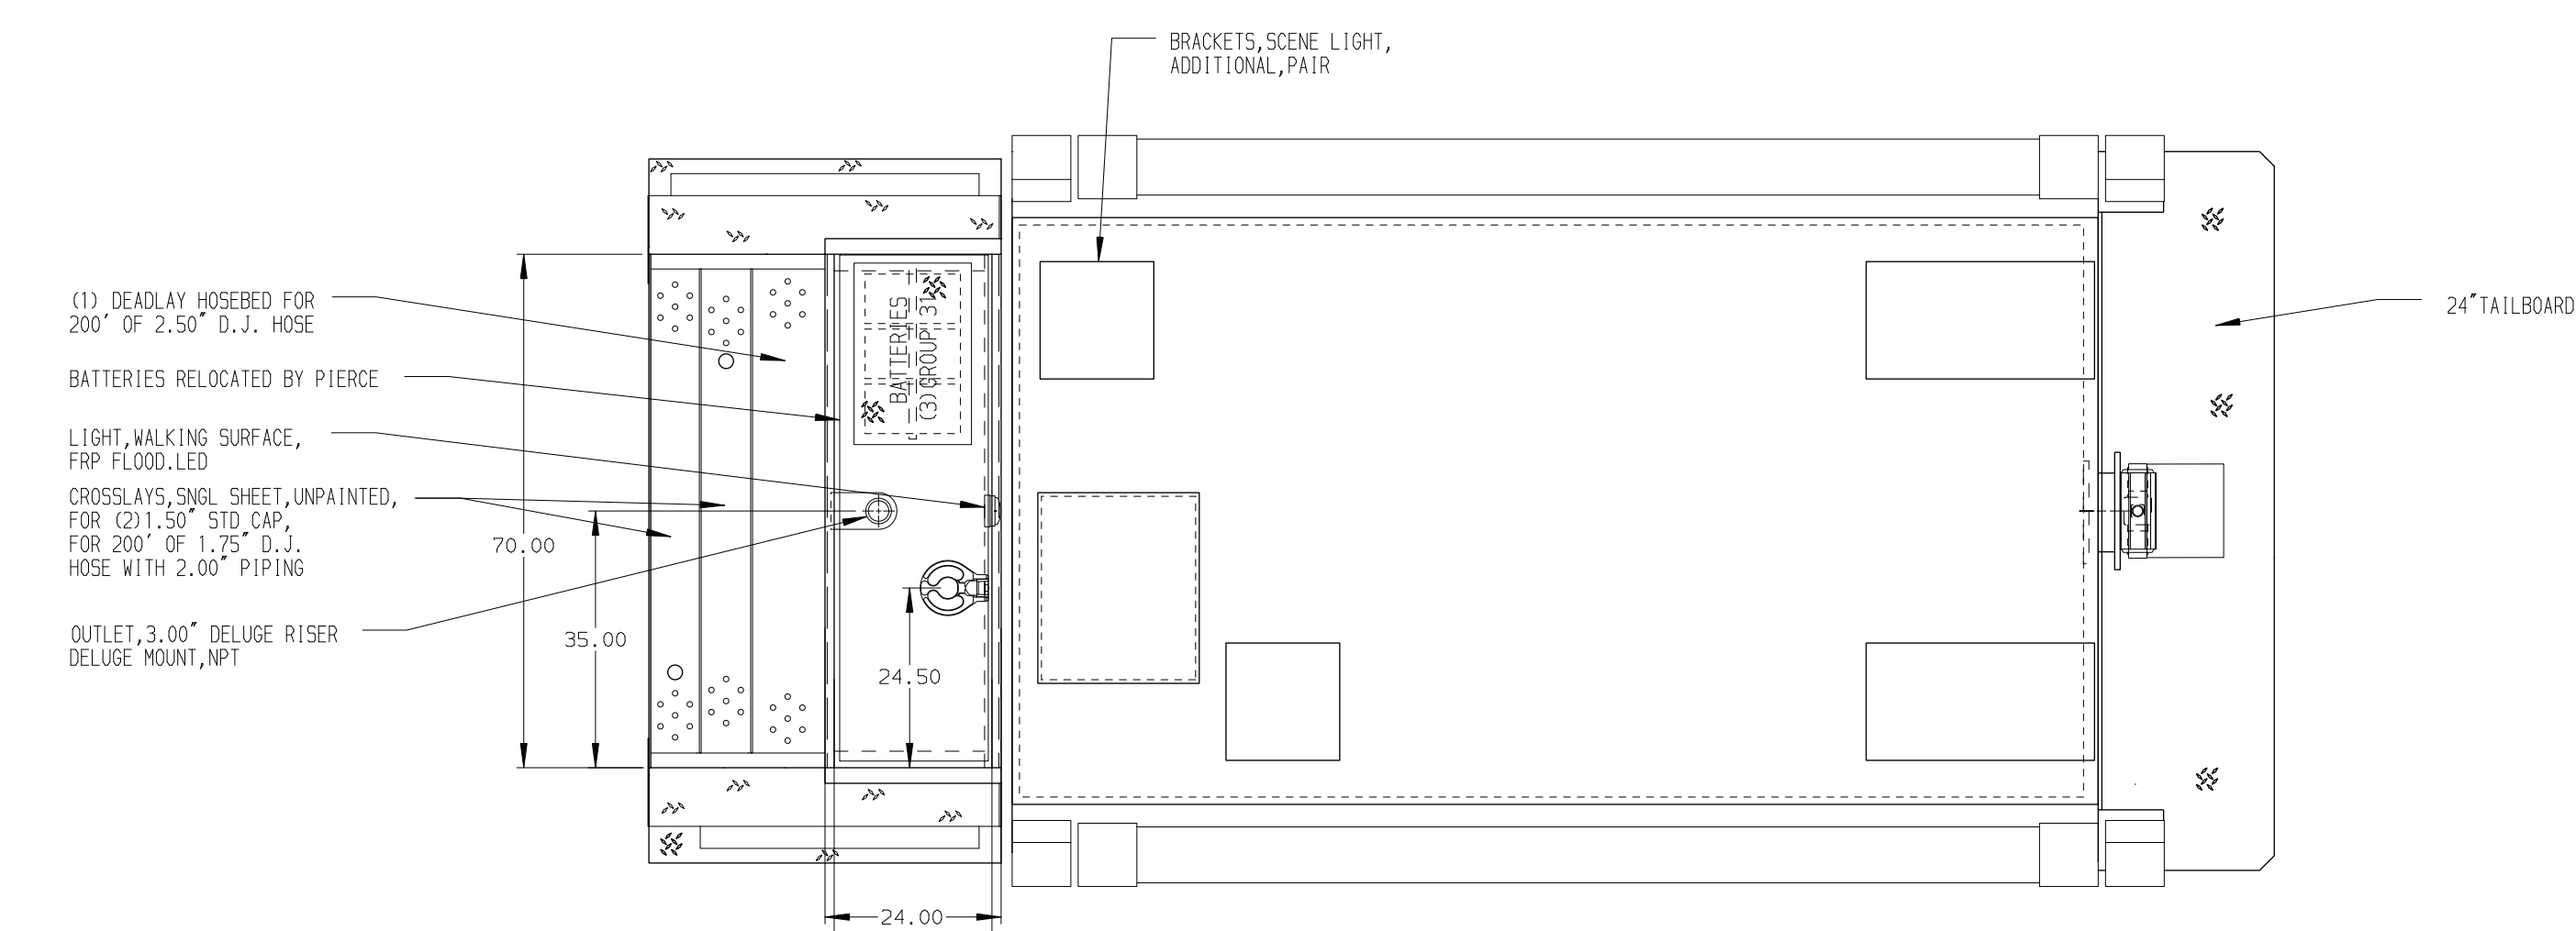 BRACKETS,SCENE LIGHT,
ADDITIONAL,PAIR
(1) DEADLAY HOSEBED FOR
200' OF 2.50" D.J. HOSE
BATTERIES RELOCATED BY PIERCE
LIGHT,WALKING SURFACE,
FRP FLOOD.LED
CROSSLAYS,SNGL SHEET,UNPAINTED,
FOR (2)1.50" STD CAP,
FOR 200' OF 1.75" D.J.
HOSE WITH 2.00" PIPING
OUTLET,3.00" DELUGE RISER
DELUGE MOUNT,NPT
70.00
35.00
BATTERIES
(3) GROUP 31
24.50
24.00
24"TAILBOARD